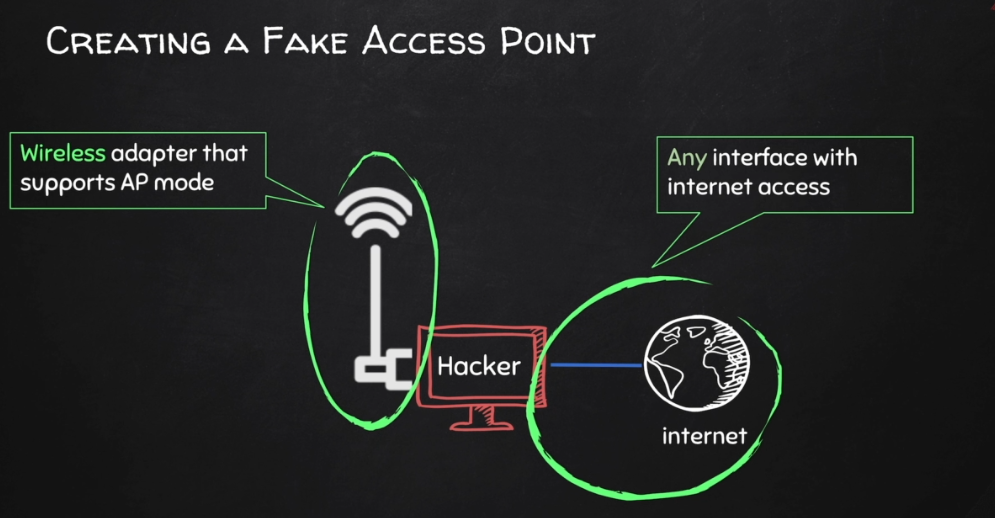 Creating a Fake Access Point
Wireless adapter that
supports AP mode
Any interface with
internet access
Hacker
internet